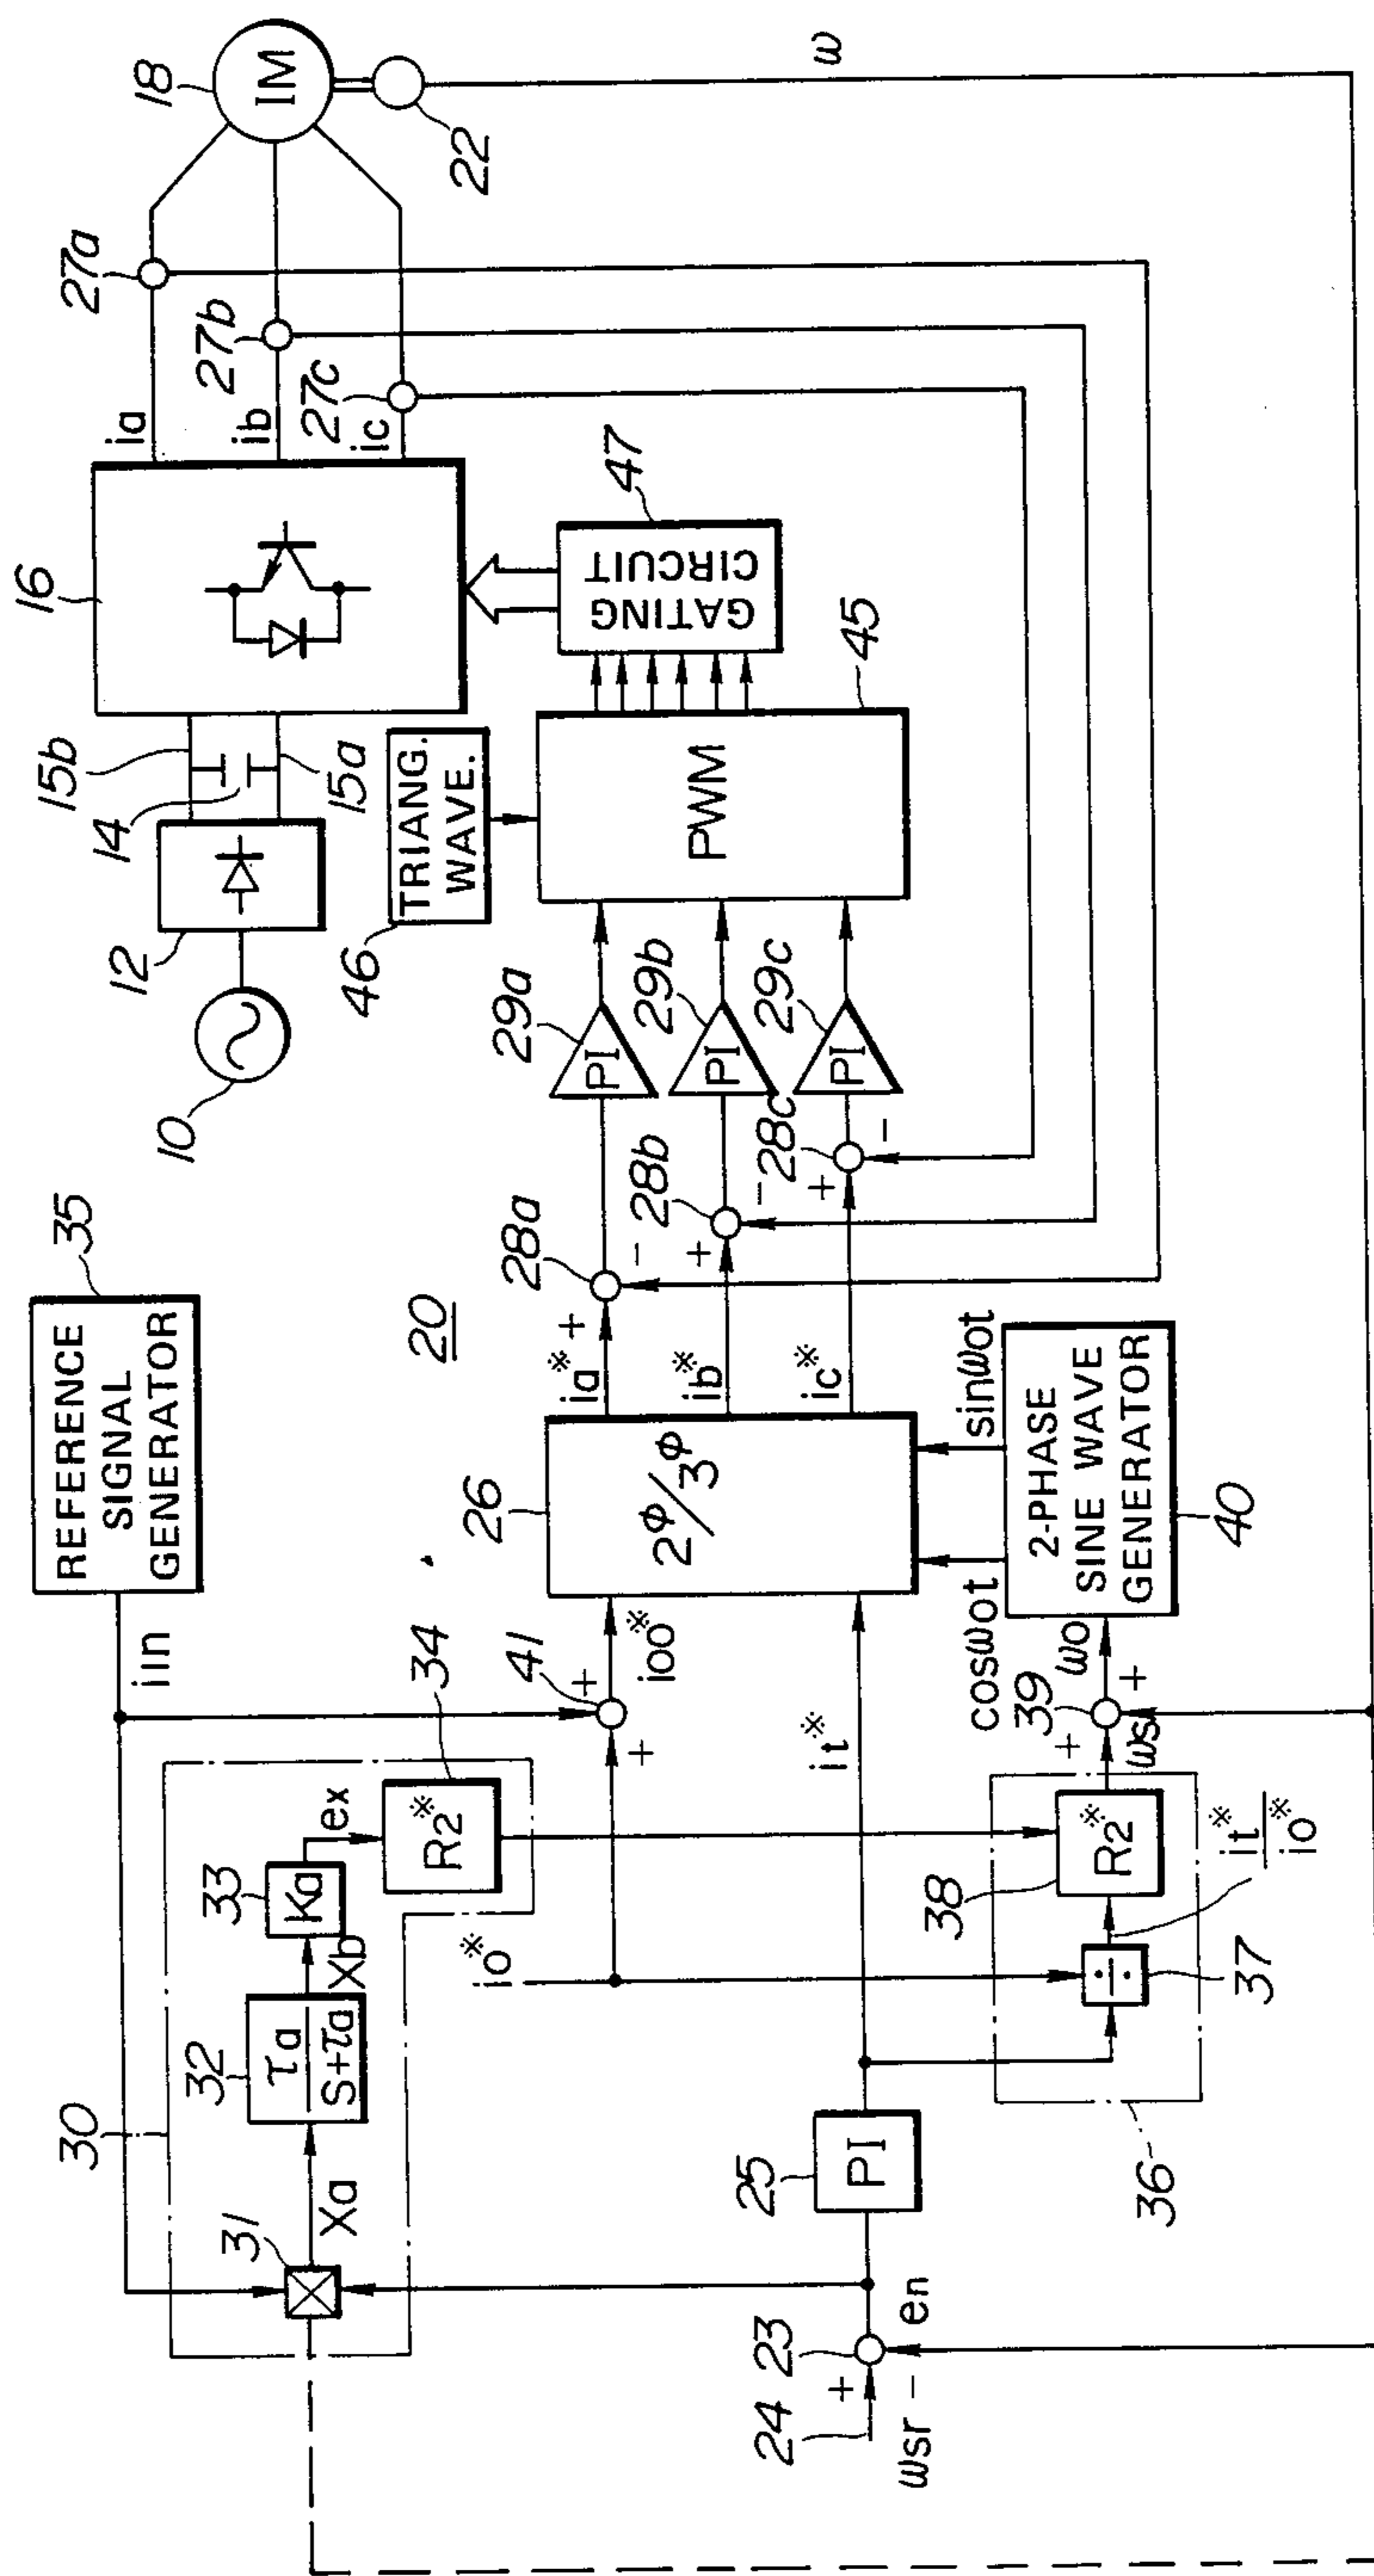 35
REFERENCE
SIGNAL
GENERATOR
i1n
30
31
Xa
32
τa
S+τa
Xb
33
Ka
ex
34
R2※
io※
41
+
+
ioo※
10
12
14
15b
15a
16
ia
ib
ic
27a
27b
27c
18
IM
22
ω
20
46
TRIANG.
WAVE.
47
GATING
CIRCUIT
45
PWM
26
2Φ/3Φ
ia※
ib※
ic※
28a
28b
28c
+
−
+
−
+
−
29a
PI
29b
PI
29c
PI
24
ωsr
+
−
23
en
25
PI
it※
36
37
÷
38
R2※
it※
io※
ωs
+
39
+
ωo
cosωot
sinωot
2-PHASE
SINE WAVE
GENERATOR
40